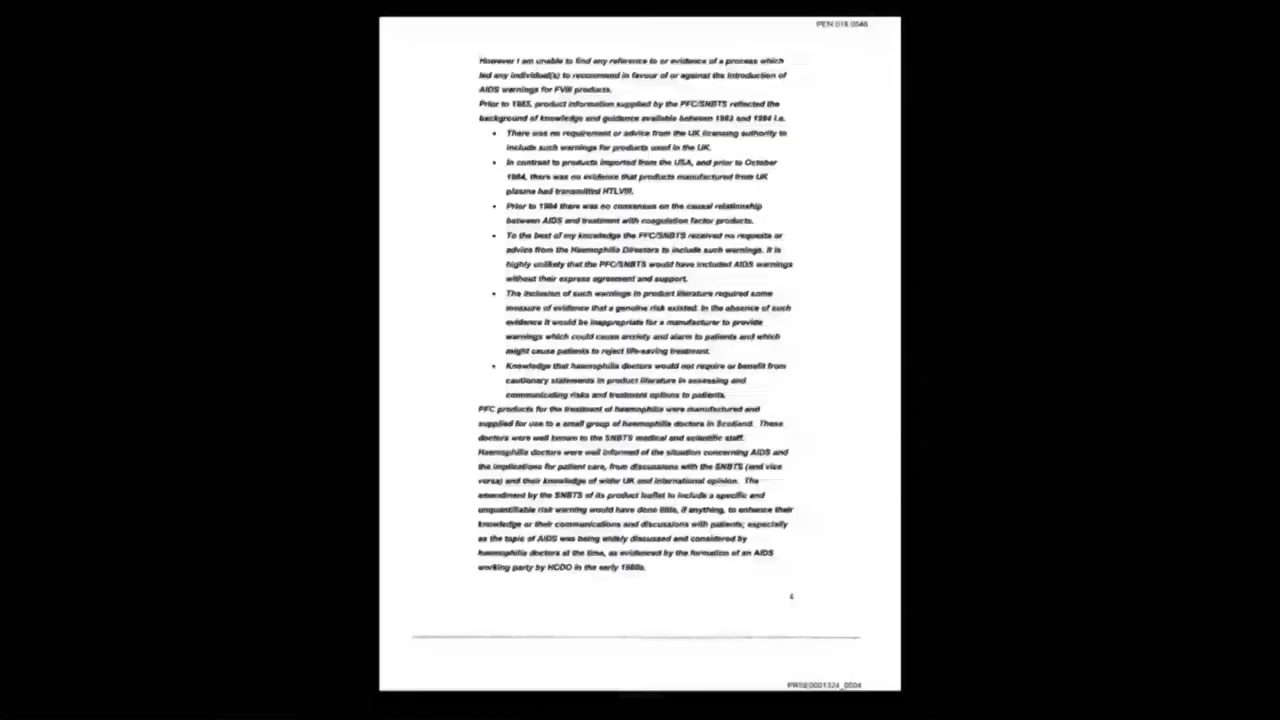 PEN.018.0546
However I am unable to find any reference to or evidence of a process which
led any individual(s) to recommend in favour of or against the introduction of
AIDS warnings for FVIII products.
Prior to 1985, product information supplied by the PFC/SNBTS reflected the
background of knowledge and guidance available between 1983 and 1984 i.e.
• There was no requirement or advice from the UK licensing authority to
include such warnings for products used in the UK.
• In contrast to products imported from the USA, and prior to October
1984, there was no evidence that products manufactured from UK
plasma had transmitted HTLVIII.
• Prior to 1984 there was no consensus on the causal relationship
between AIDS and treatment with coagulation factor products.
• To the best of my knowledge the PFC/SNBTS received no requests or
advice from the Haemophilia Directors to include such warnings. It is
highly unlikely that the PFC/SNBTS would have included AIDS warnings
without their express agreement and support.
• The inclusion of such warnings in product literature required some
measure of evidence that a genuine risk existed. In the absence of such
evidence it would be inappropriate for a manufacturer to provide
warnings which could cause anxiety and alarm to patients and which
might cause patients to reject life-saving treatment.
• Knowledge that haemophilia doctors would not require or benefit from
cautionary statements in product literature in assessing and
communicating risks and treatment options to patients.
PFC products for the treatment of haemophilia were manufactured and
supplied for use to a small group of haemophilia doctors in Scotland. These
doctors were well known to the SNBTS medical and scientific staff.
Haemophilia doctors were well informed of the situation concerning AIDS and
the implications for patient care, from discussions with the SNBTS (and vice
versa) and their knowledge of wider UK and international opinion. The
amendment by the SNBTS of its product leaflet to include a specific and
unquantifiable risk warning would have done little, if anything, to enhance their
knowledge or their communications and discussions with patients; especially
as the topic of AIDS was being widely discussed and considered by
haemophilia doctors at the time, as evidenced by the formation of an AIDS
working party by HCDO in the early 1980s.
4
PRSE0001324_0004